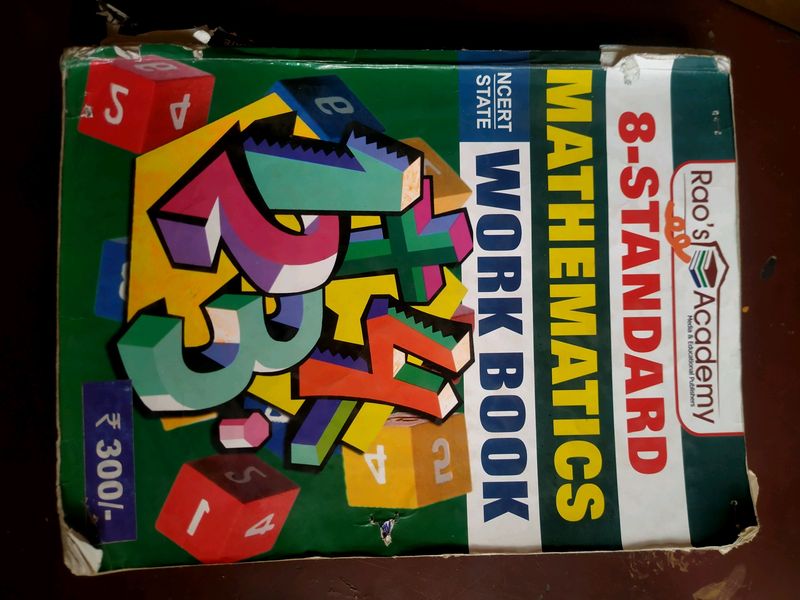 Rao's Academy
Media & Educational Publishers
8-STANDARD
MATHEMATICS
NCERT
STATE
WORK BOOK
₹ 300/-